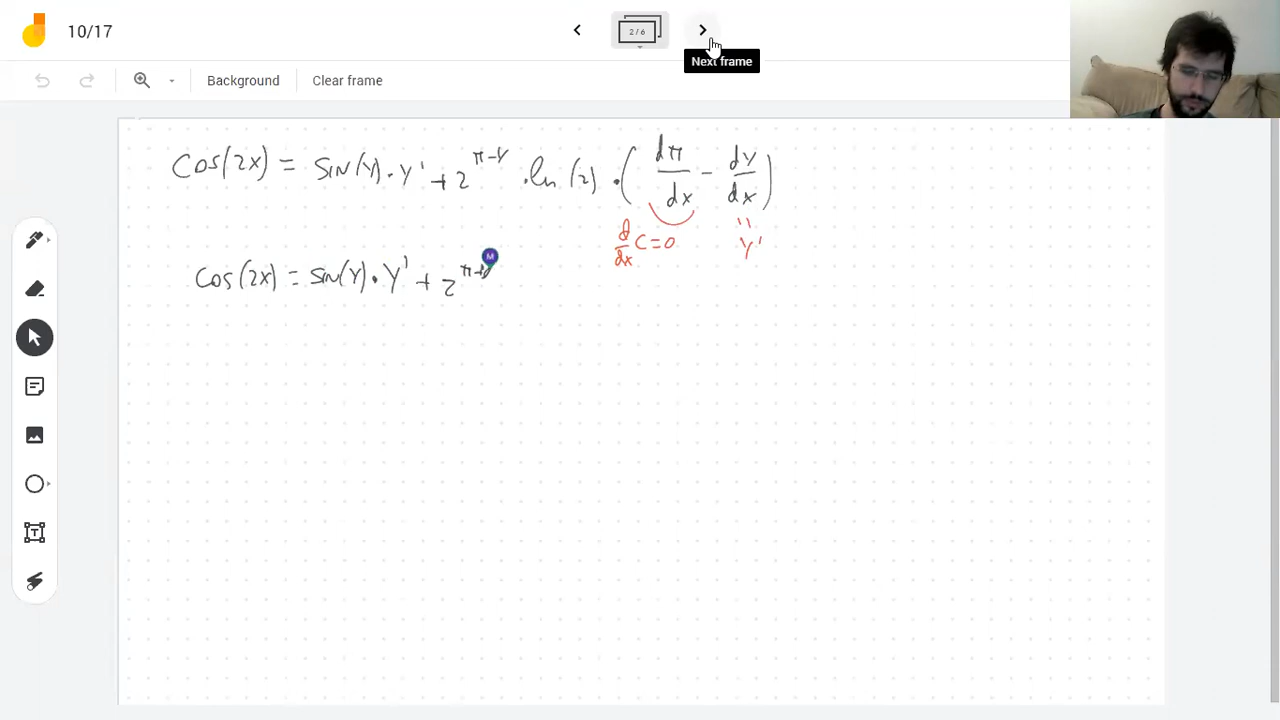 10/17
2 / 6
Next frame
Background
Clear frame
Cos(2x) = SIN(Y) · Y' + 2^{π-Y} · ln(2) · (dπ/dx - dY/dx)
d/dx C = 0
" Y'
M
Cos(2x) = sin(Y) · Y' + 2^{π-y}
T